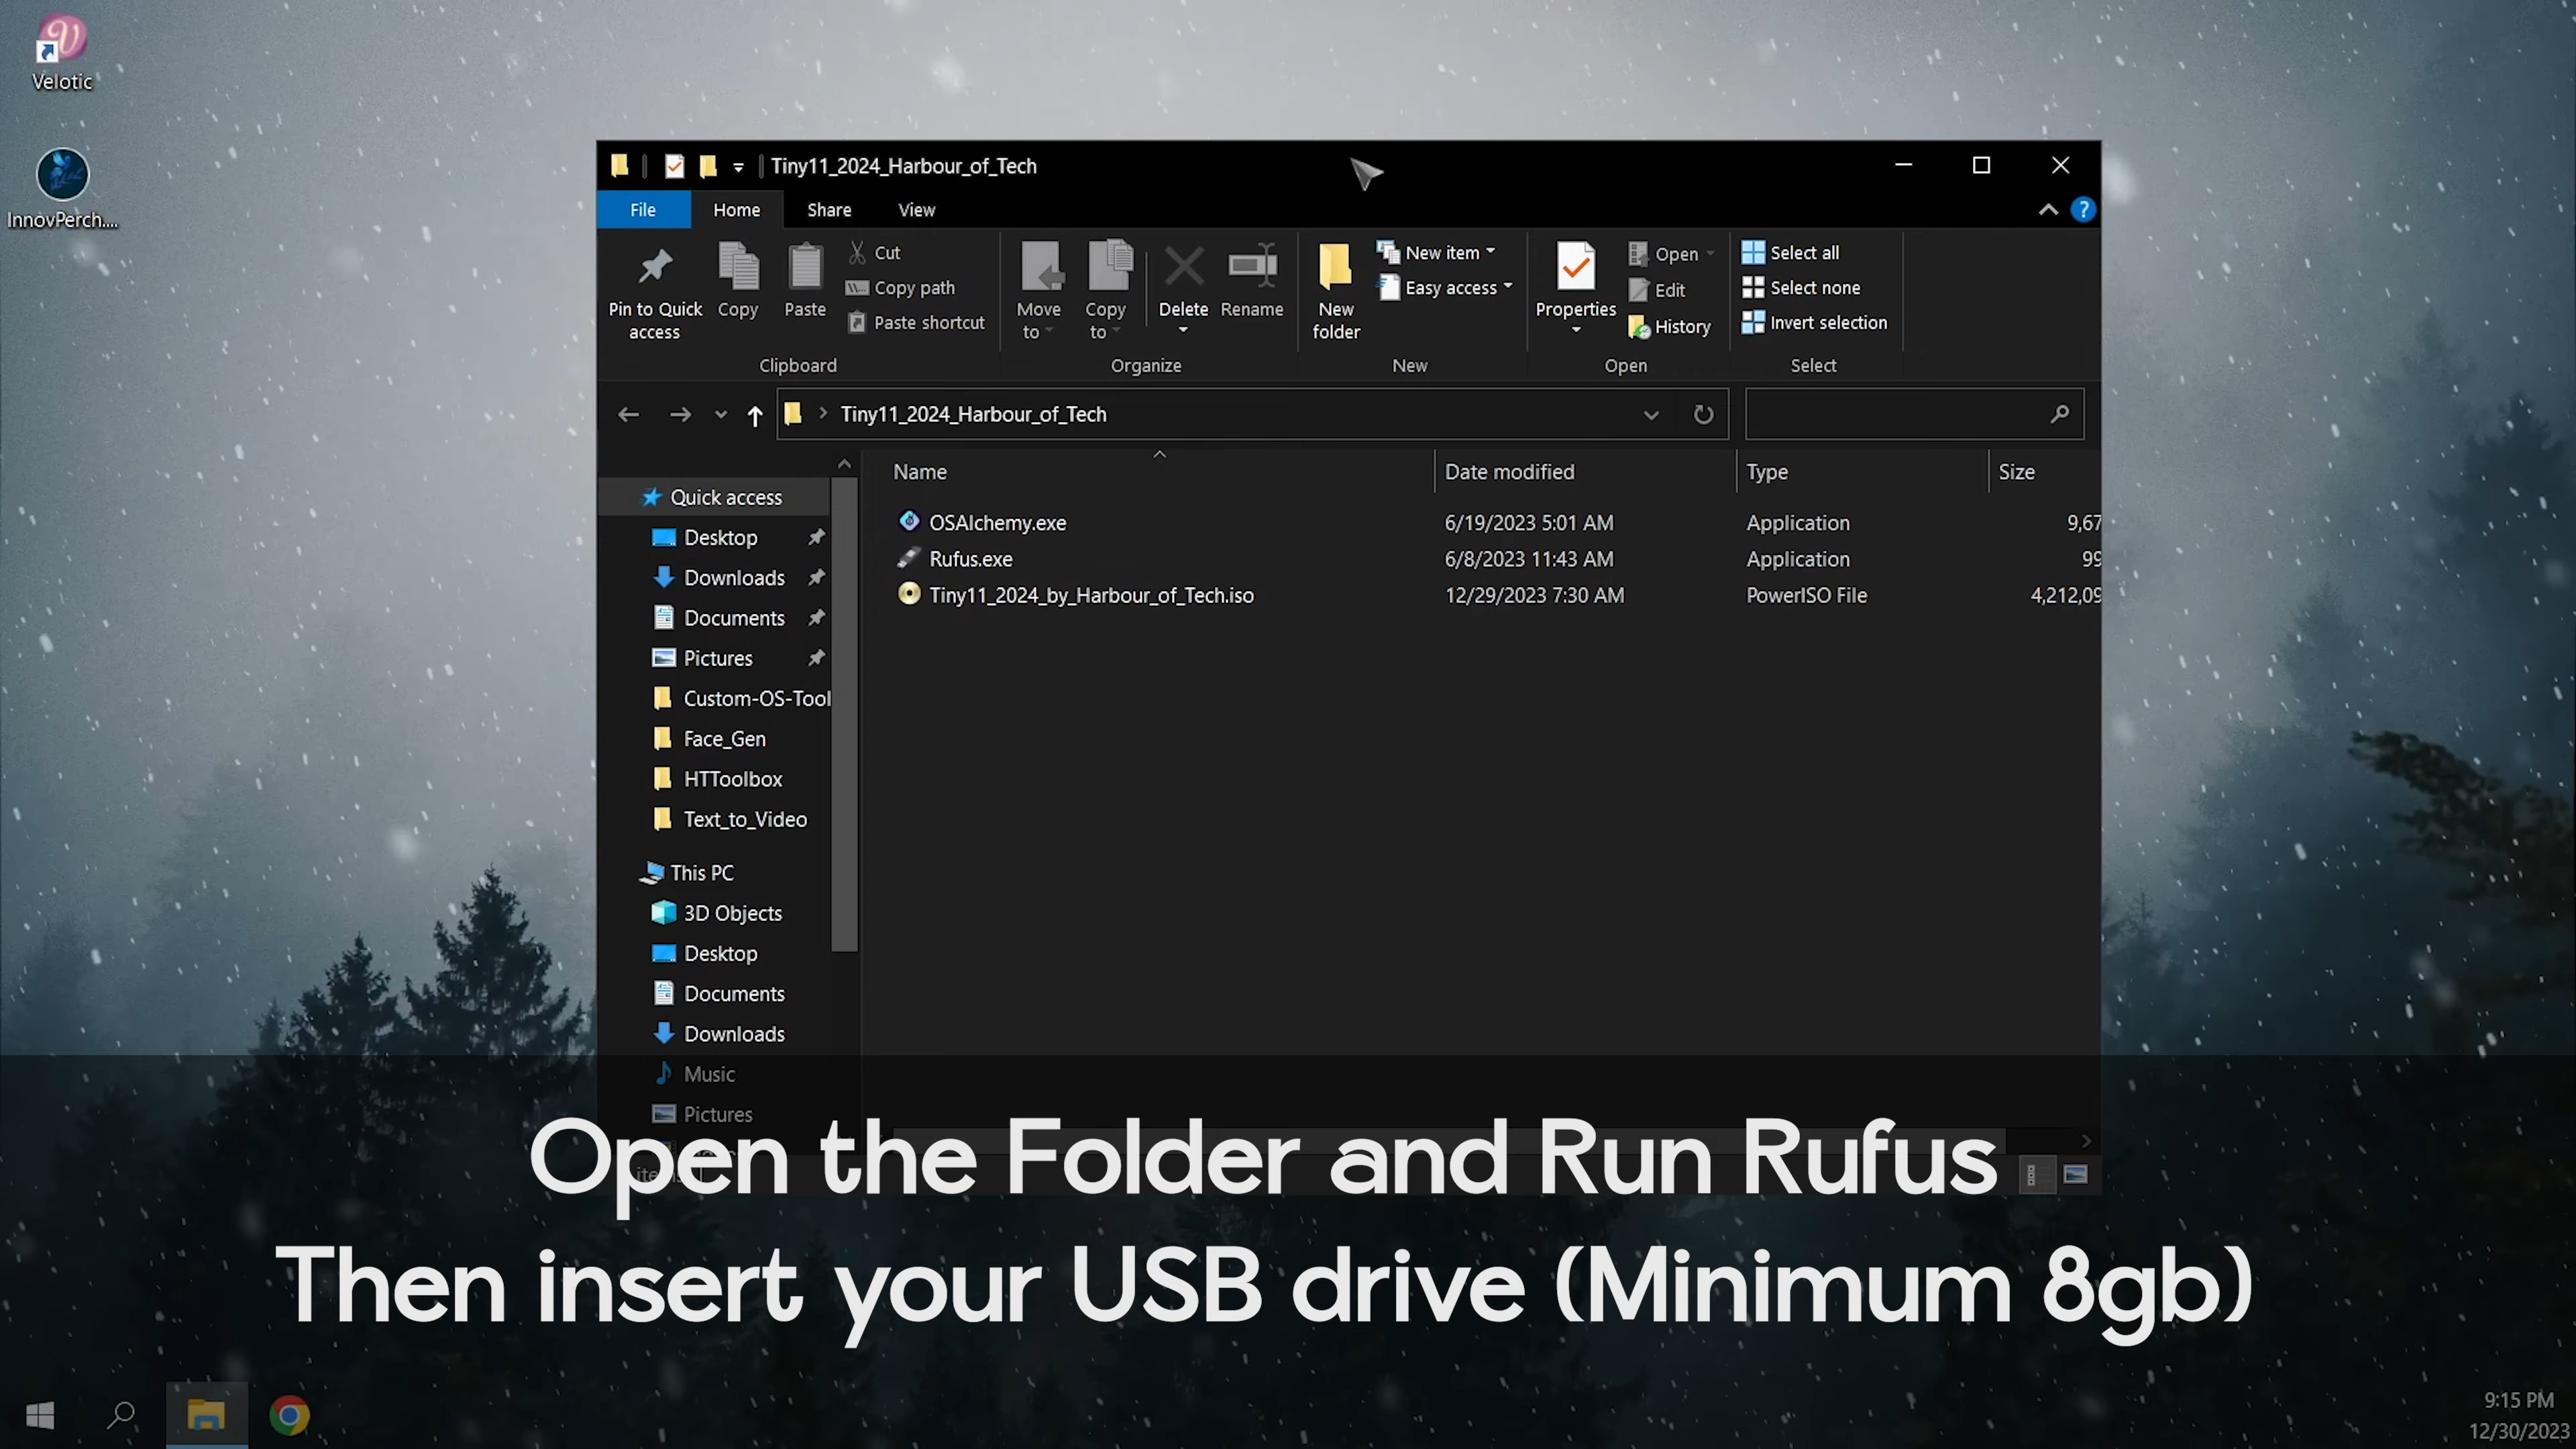 Velotic
InnovPerch....
Tiny11_2024_Harbour_of_Tech
File Home Share View
Pin to Quick access
Copy
Paste
Cut
Copy path
Paste shortcut
Clipboard
Move to
Copy to
Delete
Rename
Organize
New folder
New item
Easy access
New
Properties
Open
Edit
History
Open
Select all
Select none
Invert selection
Select
Tiny11_2024_Harbour_of_Tech
Name Date modified Type Size
OSAlchemy.exe 6/19/2023 5:01 AM Application 9,67
Rufus.exe 6/8/2023 11:43 AM Application 99
Tiny11_2024_by_Harbour_of_Tech.iso 12/29/2023 7:30 AM PowerISO File 4,212,09
Quick access
Desktop
Downloads
Documents
Pictures
Custom-OS-Tool
Face_Gen
HTToolbox
Text_to_Video
This PC
3D Objects
Desktop
Documents
Downloads
Music
Pictures
Open the Folder and Run Rufus
Then insert your USB drive (Minimum 8gb)
9:15 PM
12/30/2023